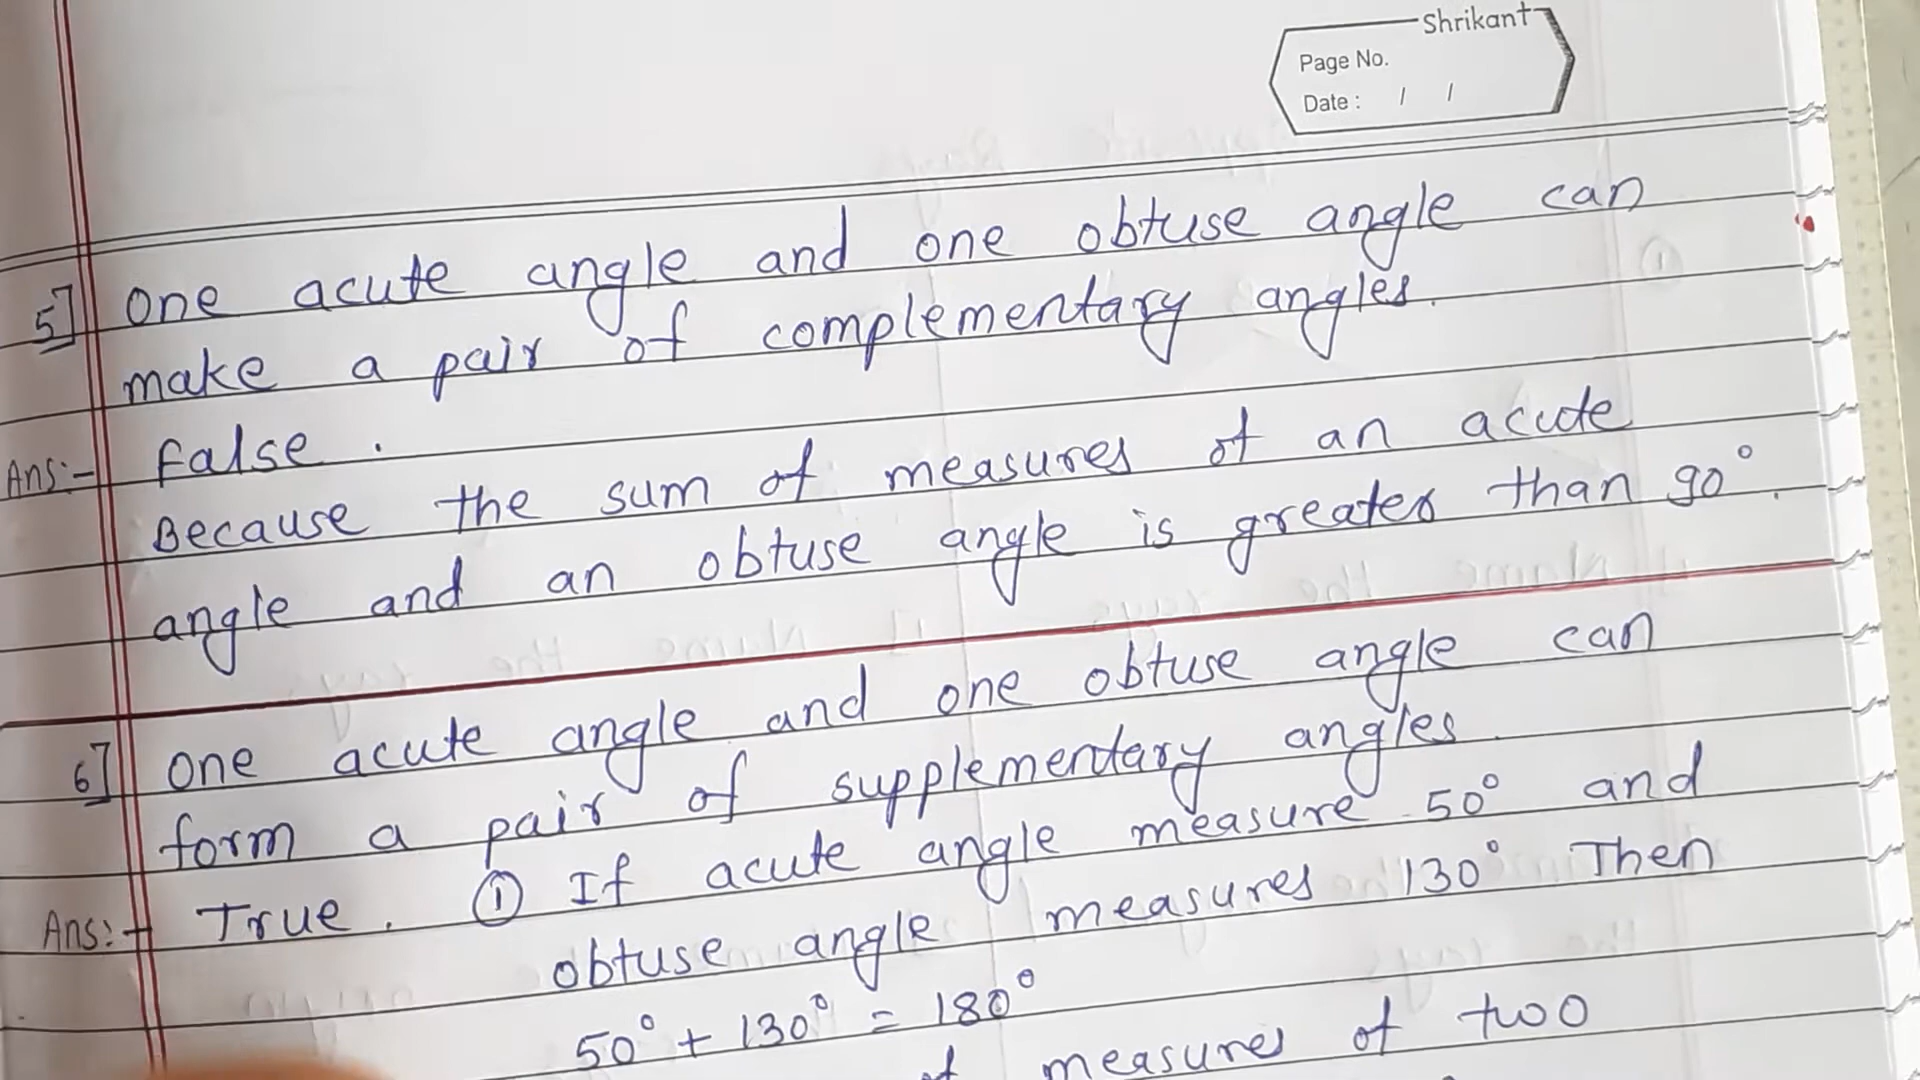 Shrikant
Page No.
Date : / /
5] One acute angle and one obtuse angle can
make a pair of complementary angles.
Ans:- False.
Because the sum of measures of an acute
angle and an obtuse angle is greater than 90°.
6] One acute angle and one obtuse angle can
form a pair of supplementary angles.
Ans:- True. ① If acute angle measure 50° and
obtuse angle measures 130° Then
50° + 130° = 180°
of measures of two